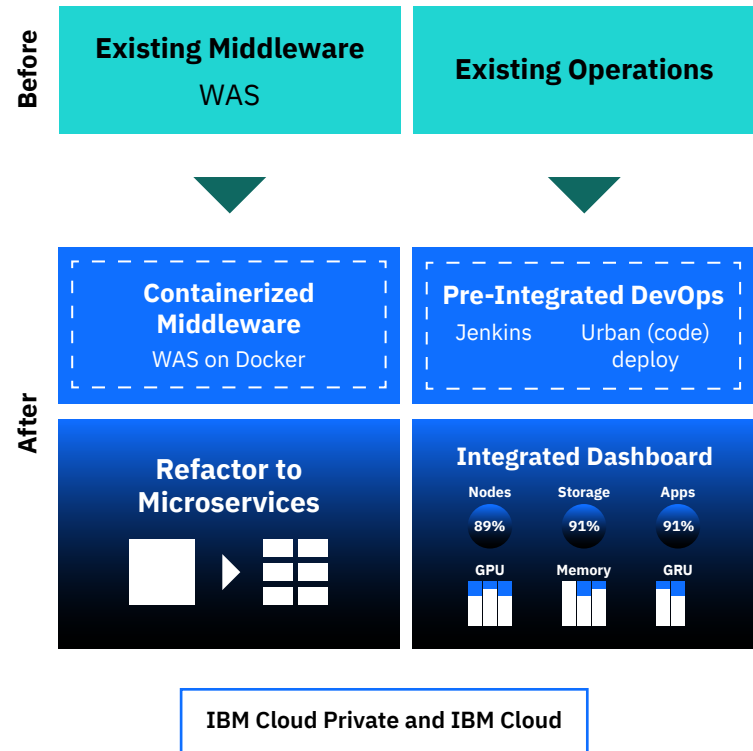 Before
Existing Middleware
WAS
Existing Operations
After
Containerized
Middleware
WAS on Docker
Pre-Integrated DevOps
Jenkins
Urban (code)
deploy
Refactor to
Microservices
Integrated Dashboard
Nodes Storage Apps
89% 91% 91%
GPU Memory GRU
IBM Cloud Private and IBM Cloud